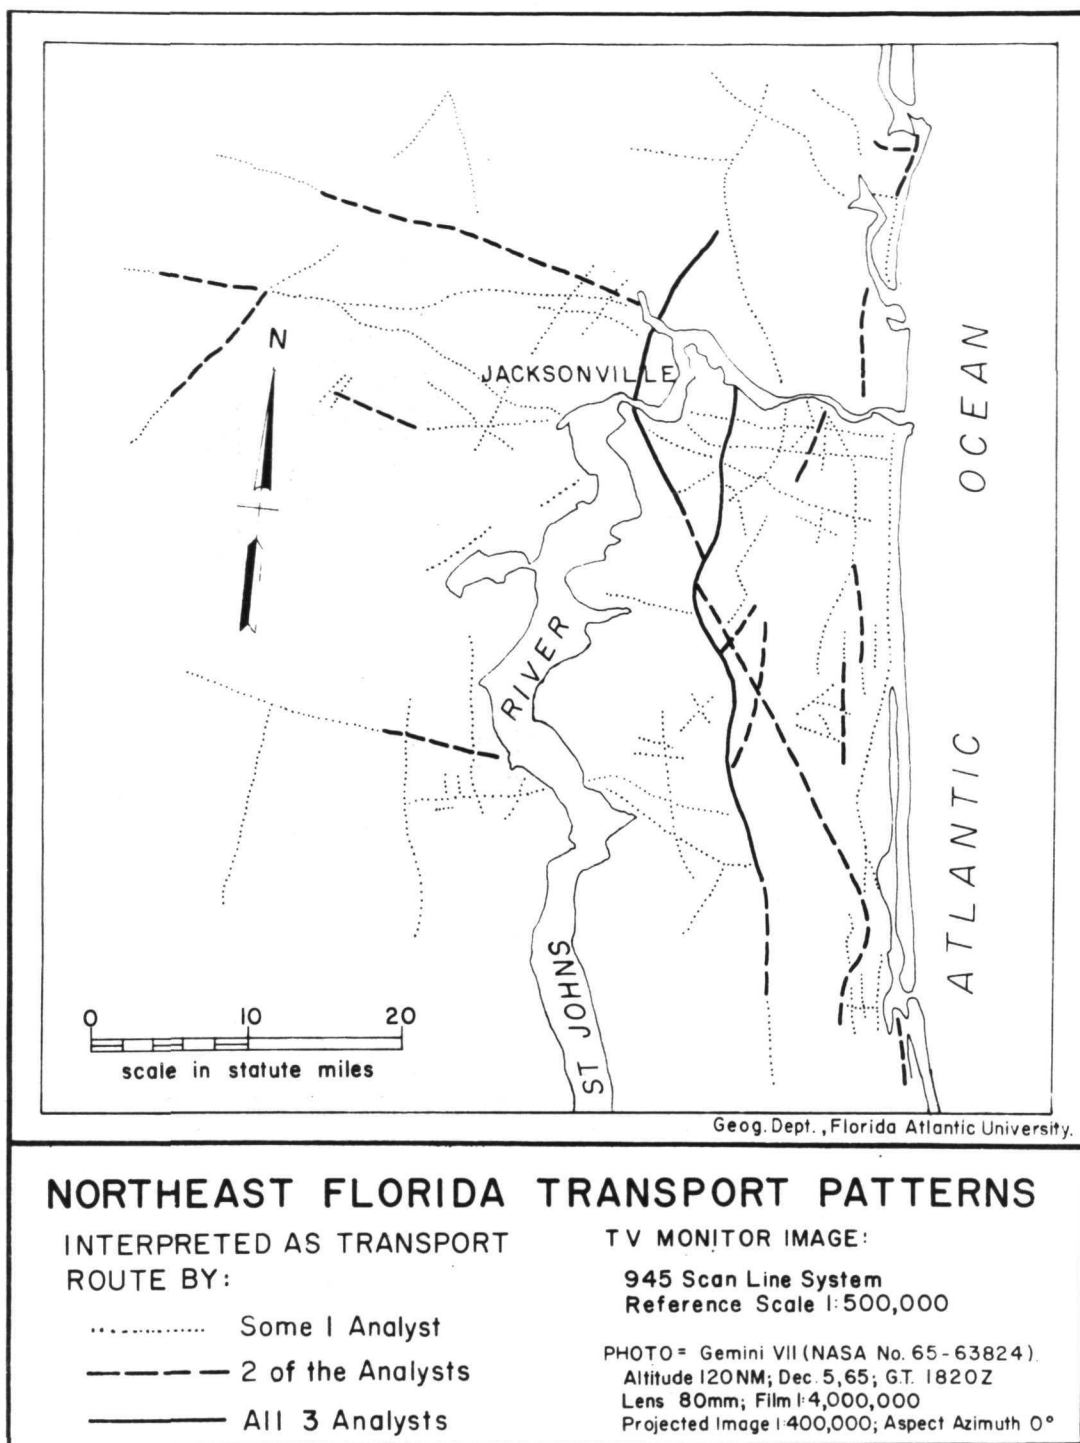 N
JACKSONVILLE
OCEAN
RIVER
ATLANTIC
ST JOHNS
0 10 20
scale in statute miles
Geog. Dept., Florida Atlantic University.
NORTHEAST FLORIDA TRANSPORT PATTERNS
INTERPRETED AS TRANSPORT
ROUTE BY:
Some 1 Analyst
2 of the Analysts
All 3 Analysts
TV MONITOR IMAGE:
945 Scan Line System
Reference Scale 1:500,000
PHOTO = Gemini VII (NASA No. 65-63824).
Altitude 120NM; Dec. 5,65; G.T. 1820Z
Lens 80mm; Film 1:4,000,000
Projected Image 1:400,000; Aspect Azimuth 0°